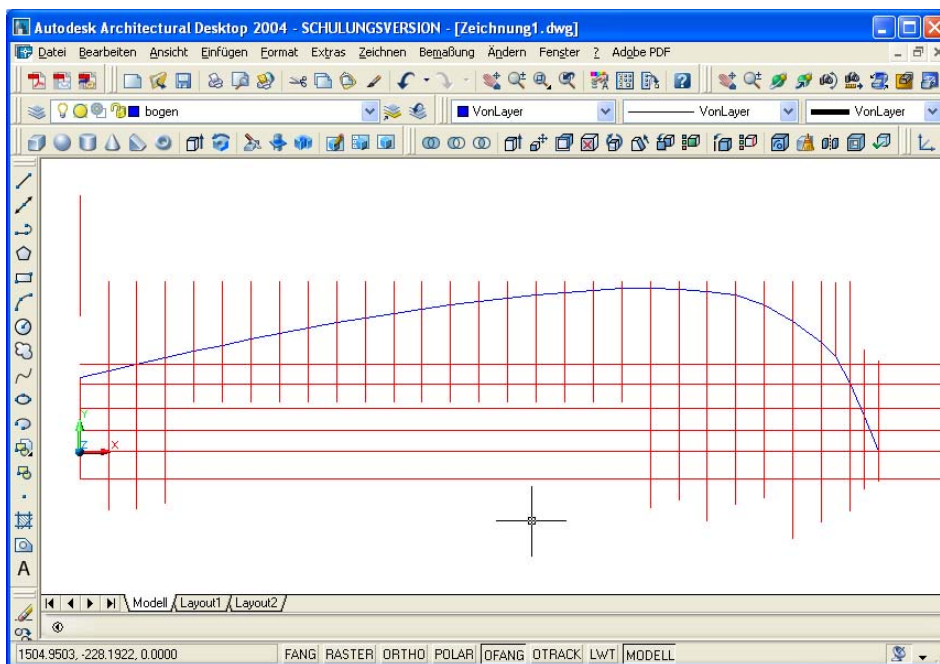 Autodesk Architectural Desktop 2004 - SCHULUNGSVERSION - [Zeichnung1.dwg]
Datei Bearbeiten Ansicht Einfügen Format Extras Zeichnen Bemaßung Ändern Fenster ? Adobe PDF
bogen VonLayer VonLayer VonLayer
Y
Z X
A
Modell Layout1 Layout2
1504.9503, -228.1922, 0.0000 FANG RASTER ORTHO POLAR OFANG OTRACK LWT MODELL